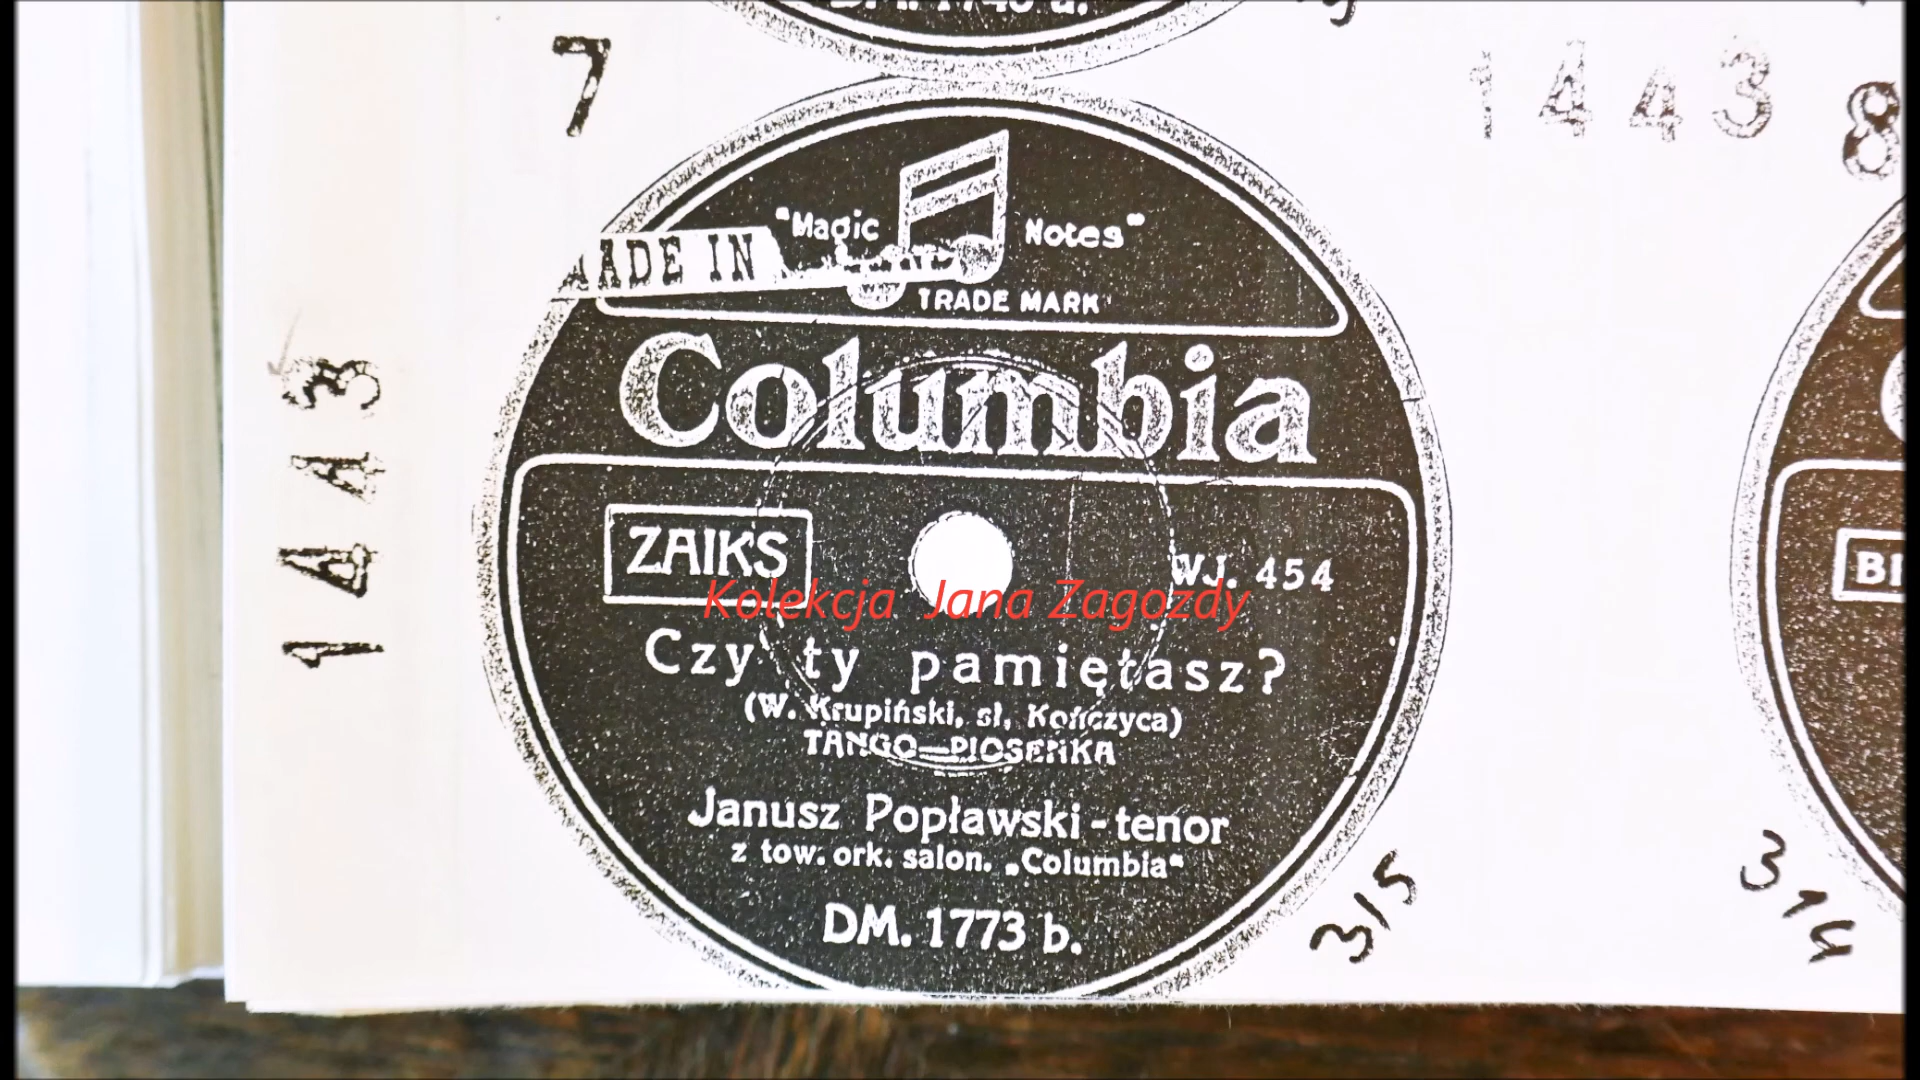 7
1443
8
"Magic Notes"
MADE IN
TRADE MARK
Columbia
1443
ZAIKS
WJ. 454
BI
Kolekcja Jana Zagozdy
Czy ty pamiętasz?
(W. Krupiński, sł, Kończyca)
TANGO—PIOSENKA
Janusz Popławski - tenor
z tow. ork. salon. „Columbia“
DM. 1773 b.
315
314